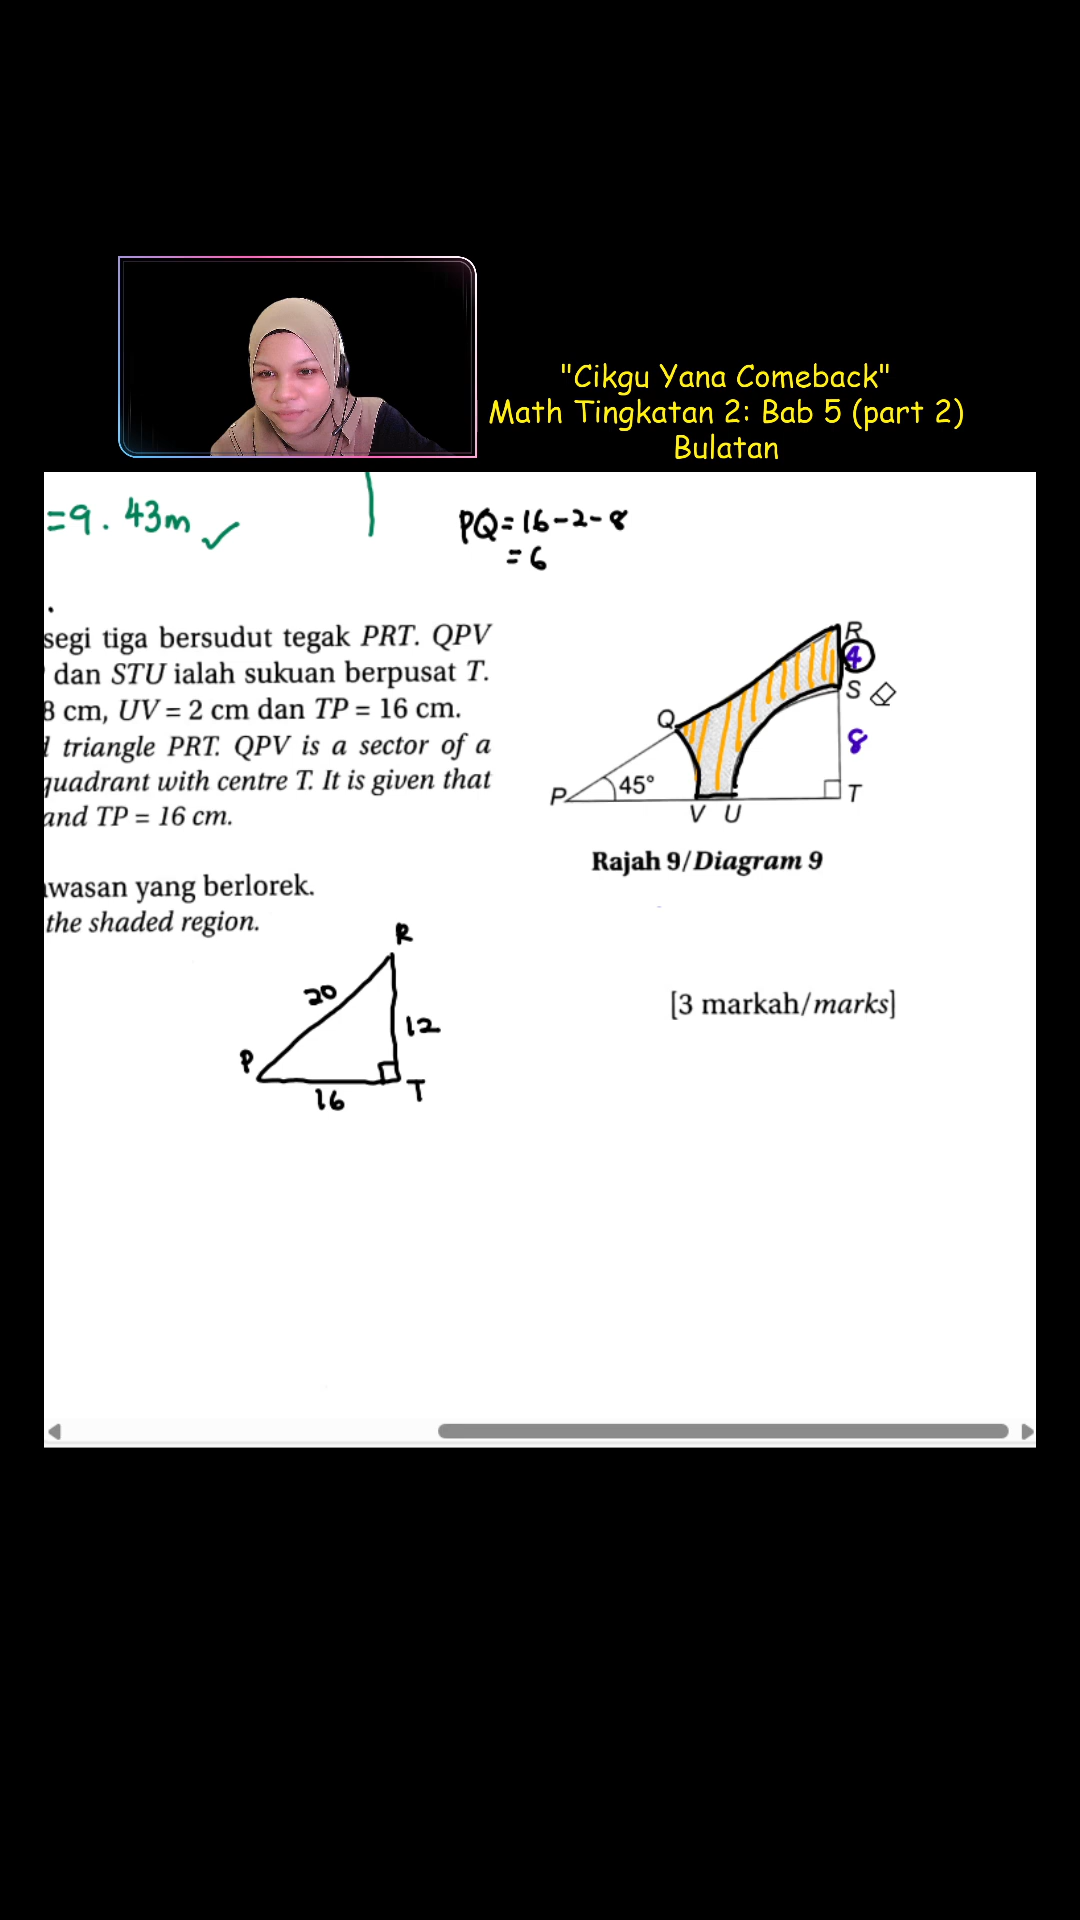 "Cikgu Yana Comeback"
Math Tingkatan 2: Bab 5 (part 2)
Bulatan
=9.43m
PQ=16-2-8
=6
segi tiga bersudut tegak PRT. QPV
dan STU ialah sukuan berpusat T.
8 cm, UV = 2 cm dan TP = 16 cm.
triangle PRT. QPV is a sector of a
quadrant with centre T. It is given that
and TP = 16 cm.
R
4
S
Q
8
P
45°
T
V U
Rajah 9/Diagram 9
awasan yang berlorek.
the shaded region.
R
20
12
P
16
T
[3 markah/marks]